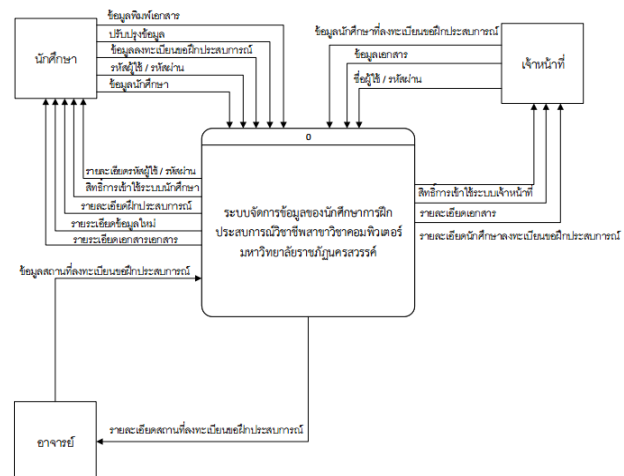 ข้อมูลพิมพ์เอกสาร
ปรับปรุงข้อมูล
ข้อมูลลงทะเบียนขอฝึกประสบการณ์
รหัสผู้ใช้ / รหัสผ่าน
ข้อมูลนักศึกษา
นักศึกษา
ข้อมูลนักศึกษาที่ลงทะเบียนขอฝึกประสบการณ์
ข้อมูลเอกสาร
ชื่อผู้ใช้ / รหัสผ่าน
เจ้าหน้าที่
0
ระบบจัดการข้อมูลของนักศึกษาการฝึก
ประสบการณ์วิชาชีพสาขาวิชาคอมพิวเตอร์
มหาวิทยาลัยราชภัฏนครสวรรค์
รายละเอียดรหัสผู้ใช้ / รหัสผ่าน
สิทธิ์การเข้าใช้ระบบนักศึกษา
รายละเอียดฝึกประสบการณ์
รายระเอียดข้อมูลใหม่
รายระเอียดเอกสารเอกสาร
สิทธิ์การเข้าใช้ระบบเจ้าหน้าที่
รายละเอียดเอกสาร
รายละเอียดนักศึกษาลงทะเบียนขอฝึกประสบการณ์
ข้อมูลสถานที่ลงทะเบียนขอฝึกประสบการณ์
รายละเอียดสถานที่ลงทะเบียนขอฝึกประสบการณ์
อาจารย์